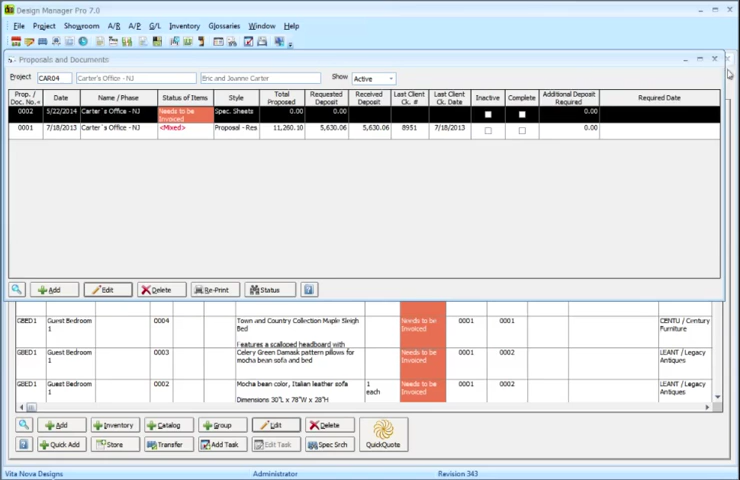 Design Manager Pro 7.0
File Project Showroom A/R A/P G/L Inventory Glossaries Window Help
Proposals and Documents
Project CAR04 Carter's Office - NJ Eric and Joanne Carter Show Active
Prop. / Doc. No. Date Name / Phase Status of Items Style Total Proposed Requested Deposit Received Deposit Last Client Ck. # Last Client Ck. Date Inactive Complete Additional Deposit Required Required Date
0002 5/22/2014 Carter's Office - NJ Needs to be Invoiced Spec. Sheets 0.00 0.00 0.00 0.00
0001 7/18/2013 Carter's Office - NJ <Mixed> Proposal - Res 11,260.10 5,630.06 5,630.06 8951 7/18/2013 0.00
Add Edit Delete Re-Print Status
GBED1 Guest Bedroom 1 0004 Town and Country Collection Maple Sleigh Bed Needs to be Invoiced 0001 0001 CENTU / Century Furniture
Features a scalloped headboard with
GBED1 Guest Bedroom 1 0003 Celery Green Damask pattern pillows for mocha bean sofa and bed Needs to be Invoiced 0001 0002 LEANT / Legacy Antiques
GBED1 Guest Bedroom 1 0002 Mocha bean color, Italian leather sofa 1 each Needs to be Invoiced 0001 0002 LEANT / Legacy Antiques
Dimensions 30"L x 78"W x 28"H
Add Inventory Catalog Group Edit Delete
Quick Add Store Transfer Add Task Edit Task Spec Srch QuickQuote
Vita Nova Designs Administrator Revision 343